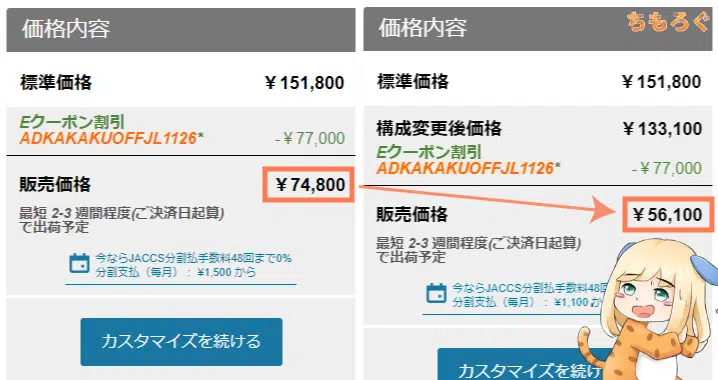 価格内容
標準価格 ¥151,800
Eクーポン割引
ADKAKAKUOFFJL1126* -¥77,000
販売価格 ¥74,800
最短 2-3 週間程度(ご決済日起算)
で出荷予定
今ならJACCS分割払手数料48回まで0%
分割支払（毎月）： ¥1,500 から
カスタマイズを続ける
ちもろぐ
価格内容
標準価格 ¥151,800
構成変更後価格 ¥133,100
Eクーポン割引
ADKAKAKUOFFJL1126* -¥77,000
販売価格 ¥56,100
最短 2-3 週間程度(ご決済日起算)
で出荷予定
今ならJACCS分割払手数料48回
分割支払（毎月）： ¥1,100 から
カスタマイズを続け